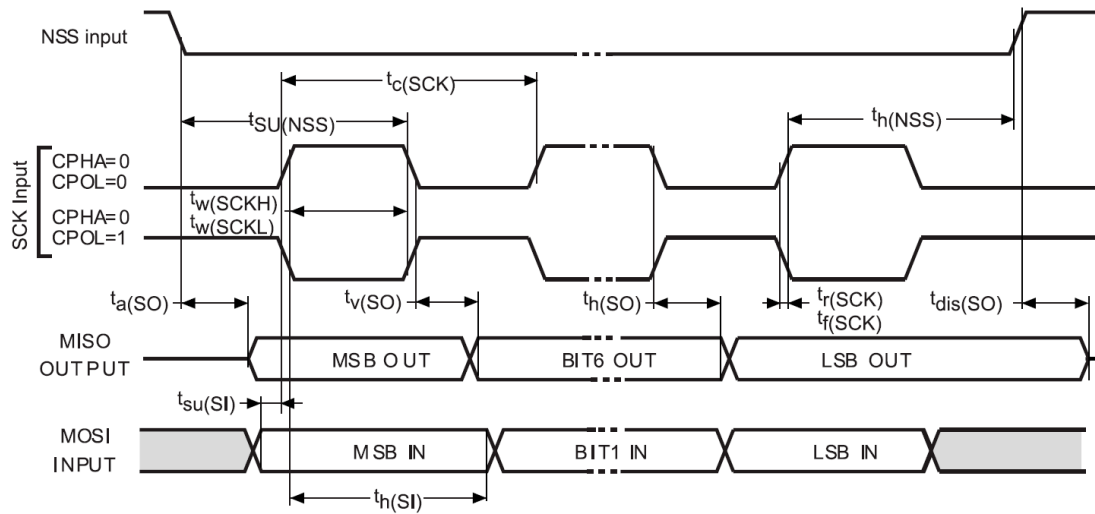 NSS input
tc(SCK)
tSU(NSS)
th(NSS)
SCK Input
CPHA=0
CPOL=0
CPHA=0
CPOL=1
tw(SCKH)
tw(SCKL)
ta(SO)
tv(SO)
th(SO)
tr(SCK)
tf(SCK)
tdis(SO)
MISO
OUTPUT
MSB OUT
BIT6 OUT
LSB OUT
tsu(SI)
MOSI
INPUT
MSB IN
BIT1 IN
LSB IN
th(SI)